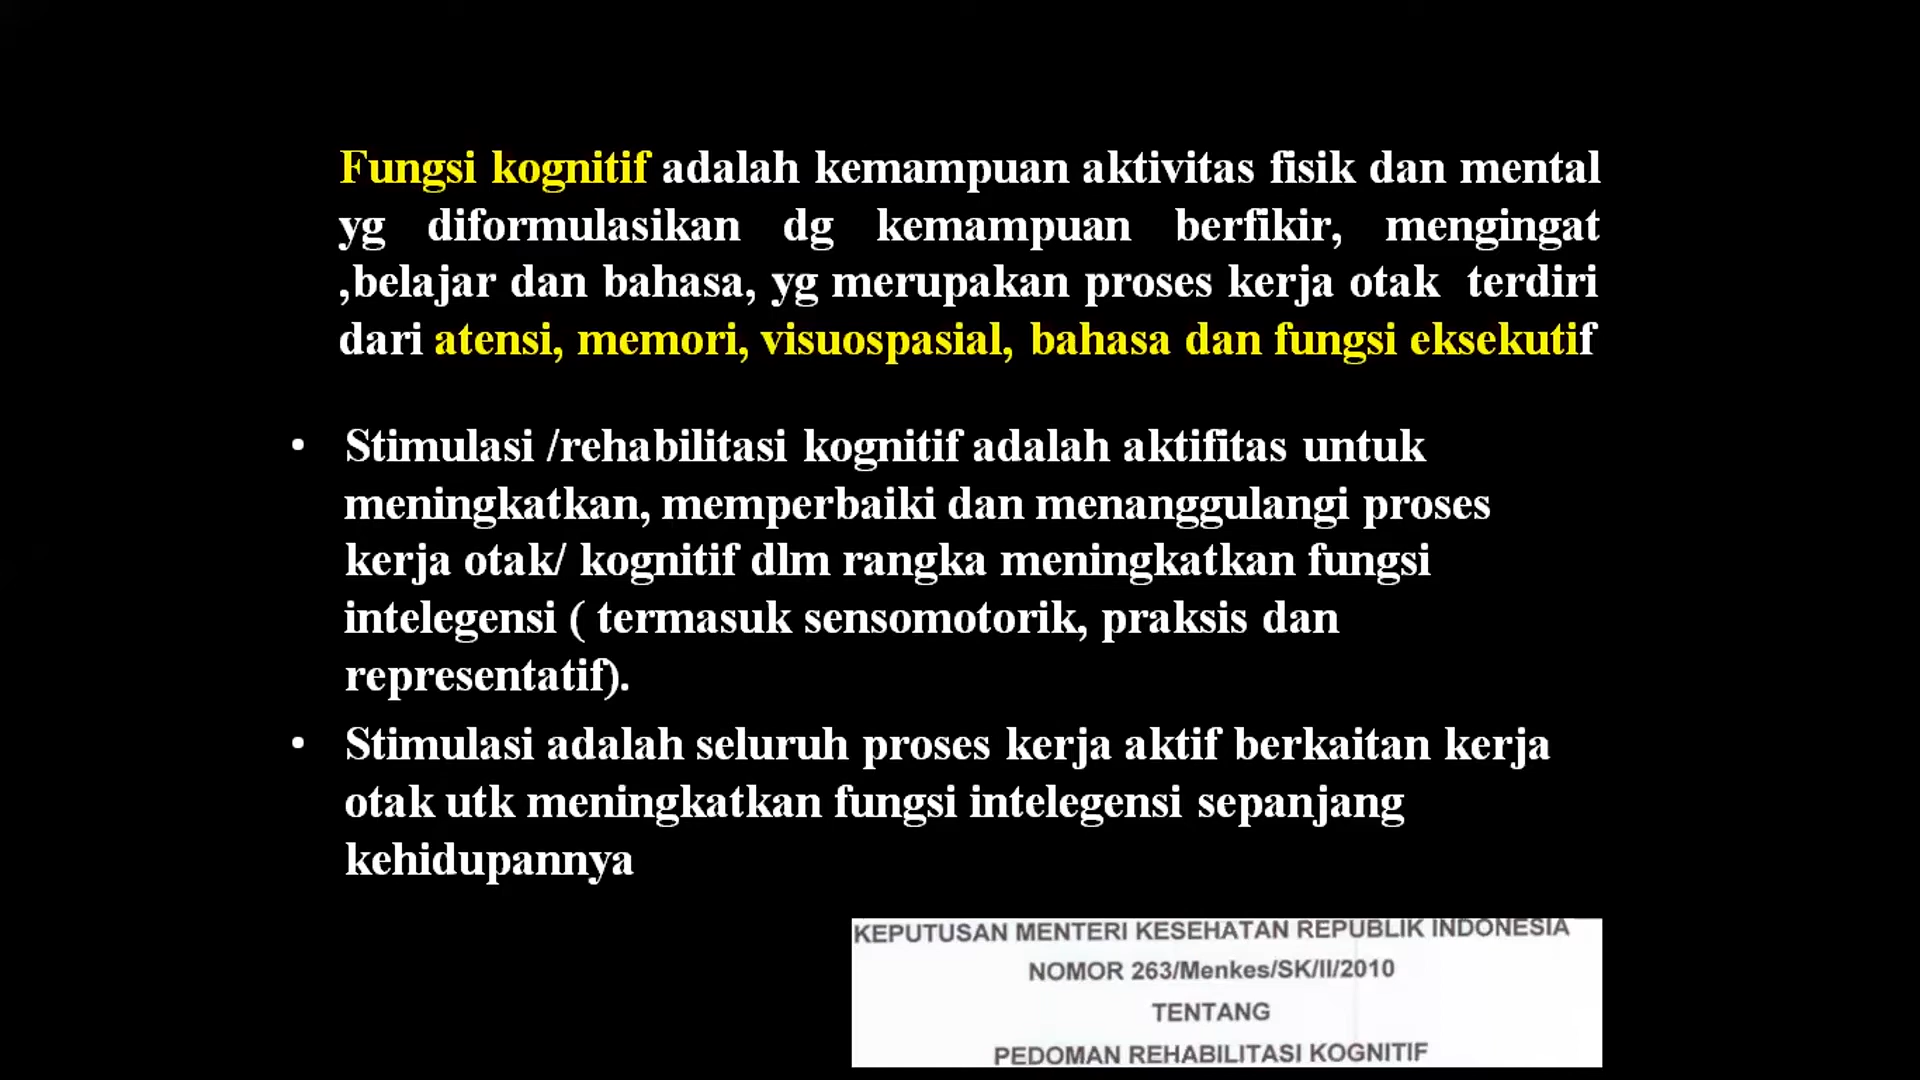 Fungsi kognitif adalah kemampuan aktivitas fisik dan mental
yg diformulasikan dg kemampuan berfikir, mengingat
,belajar dan bahasa, yg merupakan proses kerja otak terdiri
dari atensi, memori, visuospasial, bahasa dan fungsi eksekutif
• Stimulasi /rehabilitasi kognitif adalah aktifitas untuk
meningkatkan, memperbaiki dan menanggulangi proses
kerja otak/ kognitif dlm rangka meningkatkan fungsi
intelegensi ( termasuk sensomotorik, praksis dan
representatif).
• Stimulasi adalah seluruh proses kerja aktif berkaitan kerja
otak utk meningkatkan fungsi intelegensi sepanjang
kehidupannya
KEPUTUSAN MENTERI KESEHATAN REPUBLIK INDONESIA
NOMOR 263/Menkes/SK/II/2010
TENTANG
PEDOMAN REHABILITASI KOGNITIF